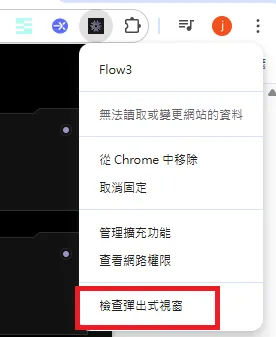 j
Flow3
無法讀取或變更網站的資料
從 Chrome 中移除
取消固定
管理擴充功能
查看網路權限
檢查彈出式視窗